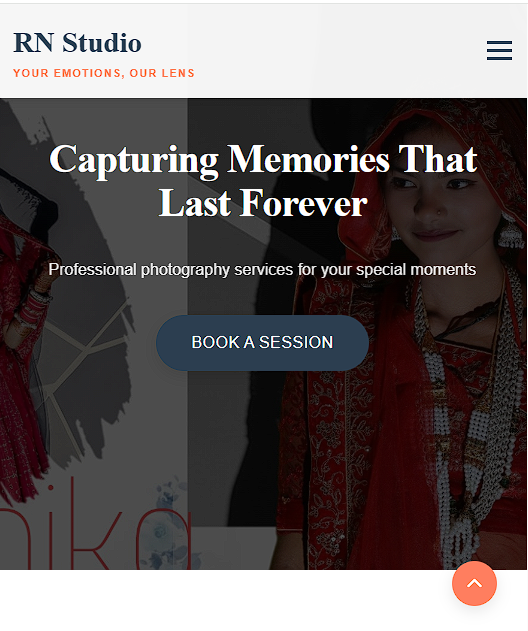 RN Studio
YOUR EMOTIONS, OUR LENS
Capturing Memories That
Last Forever
Professional photography services for your special moments
BOOK A SESSION